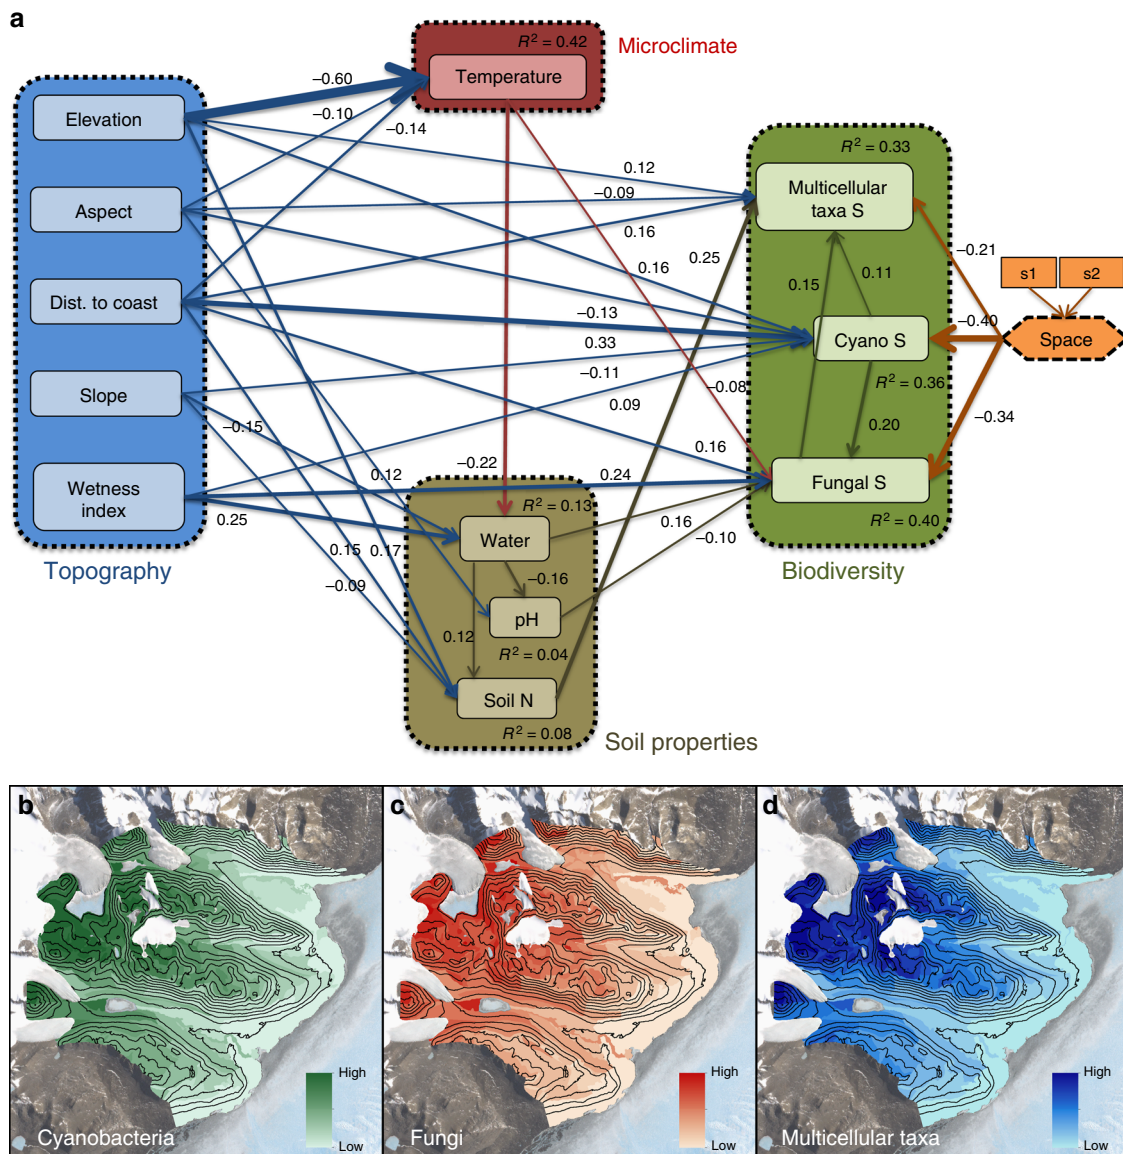 a
R² = 0.42
Microclimate
Temperature
–0.60
–0.10
–0.14
Elevation
Aspect
Dist. to coast
Slope
Wetness
index
Topography
0.12
–0.09
0.16
0.16
0.25
–0.13
0.33
–0.11
0.09
–0.08
0.16
–0.15
0.12
–0.22
0.24
0.25
0.15
0.17
–0.09
R² = 0.33
Multicellular
taxa S
0.15
0.11
Cyano S
R² = 0.36
0.20
Fungal S
R² = 0.40
Biodiversity
–0.21
s1
s2
–0.40
Space
–0.34
R² = 0.13
Water
0.16
–0.10
–0.16
pH
0.12
R² = 0.04
Soil N
R² = 0.08
Soil properties
b
High
Low
Cyanobacteria
c
High
Low
Fungi
d
High
Low
Multicellular taxa